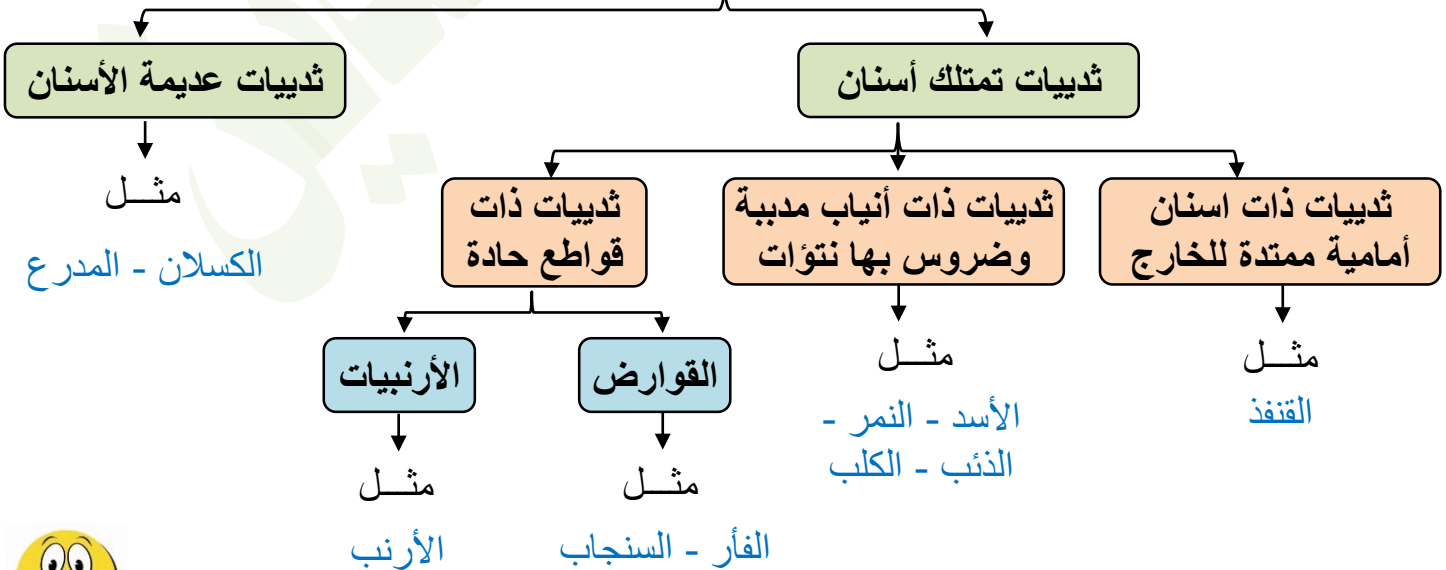 ثدييات تمتلك أسنان
ثدييات عديمة الأسنان
ثدييات ذات اسنان
أمامية ممتدة للخارج
ثدييات ذات أنياب مدببة
وضروس بها نتؤات
ثدييات ذات
قواطع حادة
مثـــل
الكسلان - المدرع
مثـــل
القنفذ
مثـــل
الأسد - النمر -
الذئب - الكلب
القوارض
الأرنبيات
مثـــل
الفأر - السنجاب
مثـــل
الأرنب